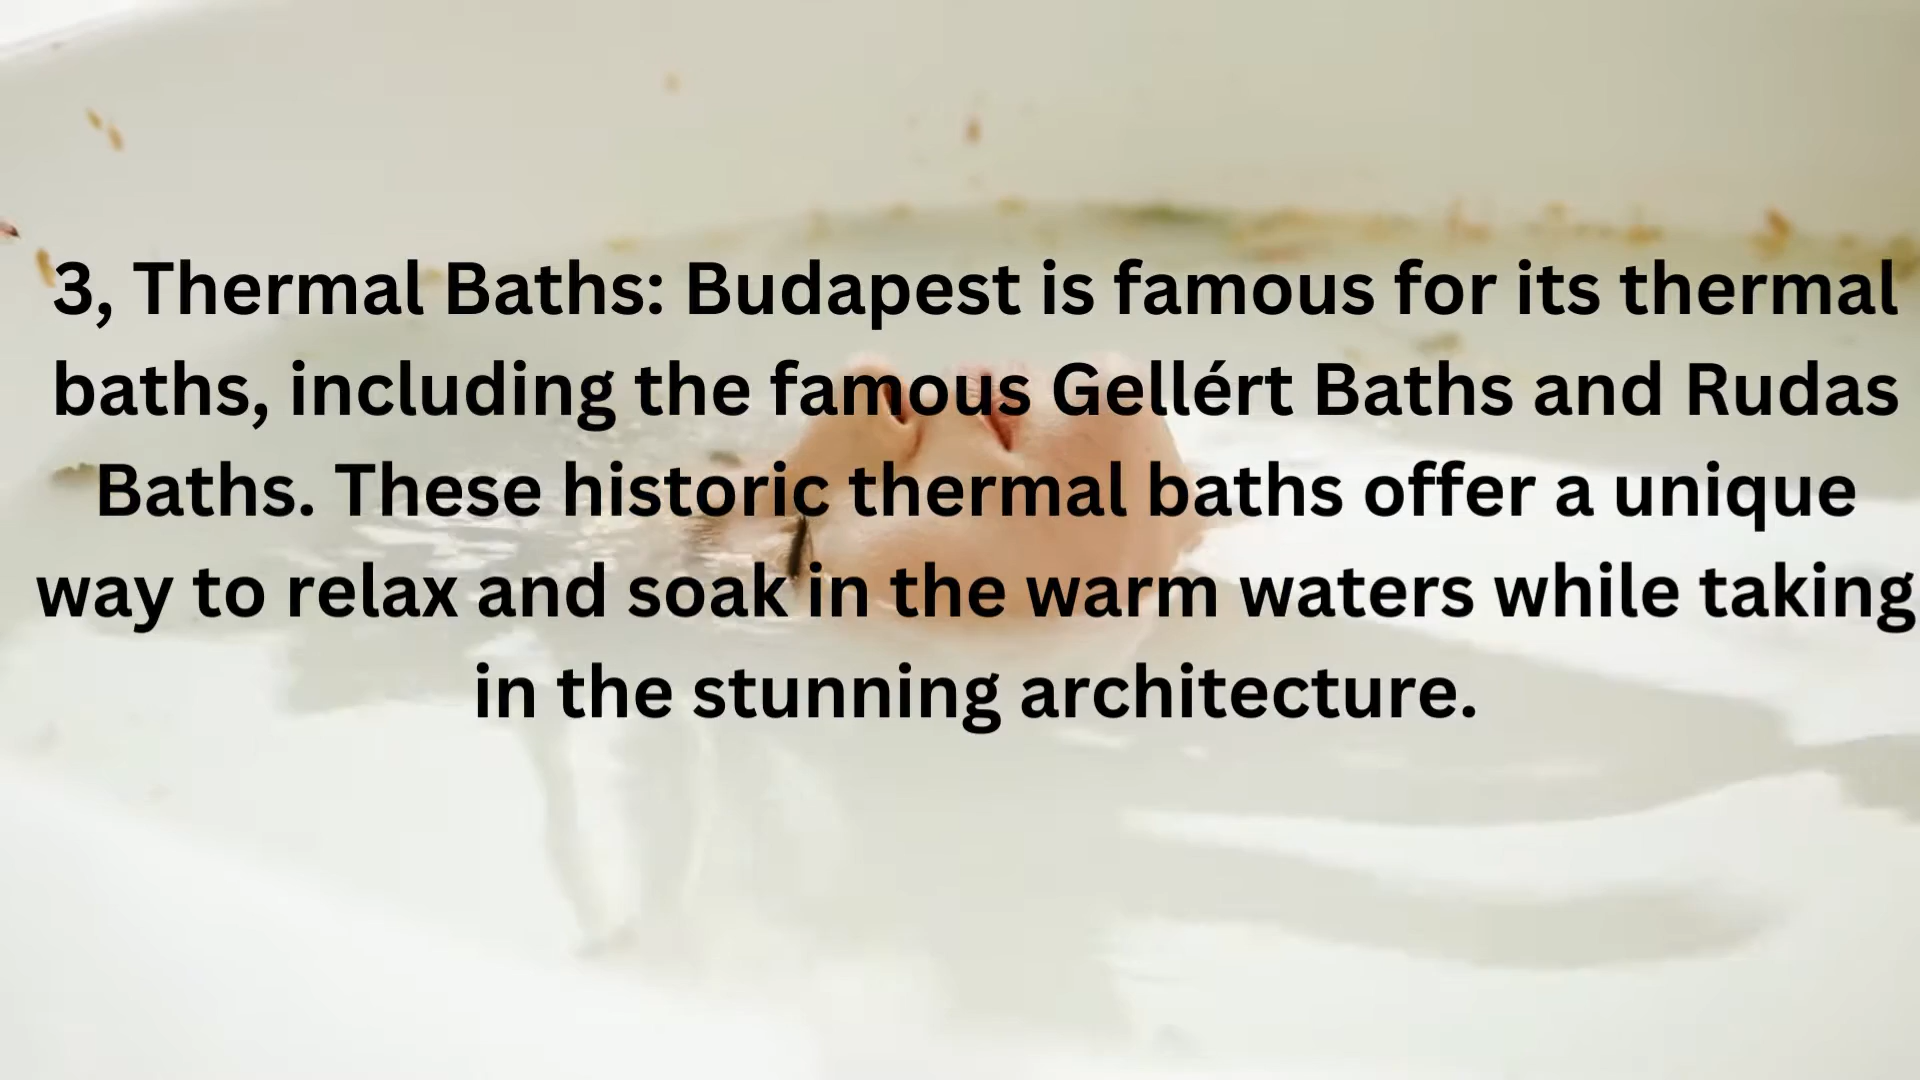 3, Thermal Baths: Budapest is famous for its thermal
baths, including the famous Gellért Baths and Rudas
Baths. These historic thermal baths offer a unique
way to relax and soak in the warm waters while taking
in the stunning architecture.